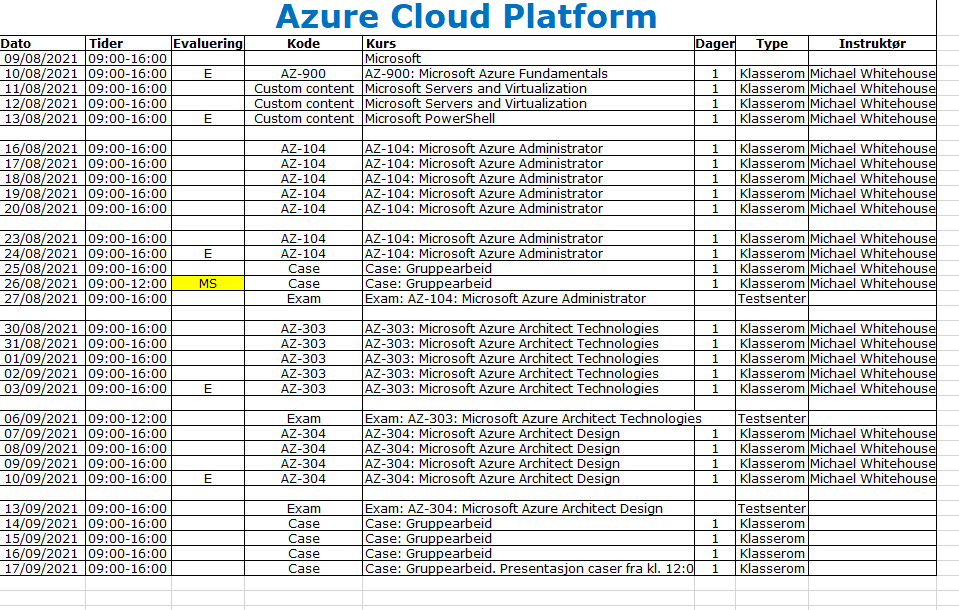 Azure Cloud Platform
Dato Tider Evaluering Kode Kurs Dager Type Instruktør
09/08/2021 09:00-16:00 Microsoft
10/08/2021 09:00-16:00 E AZ-900 AZ-900: Microsoft Azure Fundamentals 1 Klasserom Michael Whitehouse
11/08/2021 09:00-16:00 Custom content Microsoft Servers and Virtualization 1 Klasserom Michael Whitehouse
12/08/2021 09:00-16:00 Custom content Microsoft Servers and Virtualization 1 Klasserom Michael Whitehouse
13/08/2021 09:00-16:00 E Custom content Microsoft PowerShell 1 Klasserom Michael Whitehouse
16/08/2021 09:00-16:00 AZ-104 AZ-104: Microsoft Azure Administrator 1 Klasserom Michael Whitehouse
17/08/2021 09:00-16:00 AZ-104 AZ-104: Microsoft Azure Administrator 1 Klasserom Michael Whitehouse
18/08/2021 09:00-16:00 AZ-104 AZ-104: Microsoft Azure Administrator 1 Klasserom Michael Whitehouse
19/08/2021 09:00-16:00 AZ-104 AZ-104: Microsoft Azure Administrator 1 Klasserom Michael Whitehouse
20/08/2021 09:00-16:00 AZ-104 AZ-104: Microsoft Azure Administrator 1 Klasserom Michael Whitehouse
23/08/2021 09:00-16:00 AZ-104 AZ-104: Microsoft Azure Administrator 1 Klasserom Michael Whitehouse
24/08/2021 09:00-16:00 E AZ-104 AZ-104: Microsoft Azure Administrator 1 Klasserom Michael Whitehouse
25/08/2021 09:00-16:00 Case Case: Gruppearbeid 1 Klasserom Michael Whitehouse
26/08/2021 09:00-12:00 MS Case Case: Gruppearbeid 1 Klasserom Michael Whitehouse
27/08/2021 09:00-16:00 Exam Exam: AZ-104: Microsoft Azure Administrator Testsenter
30/08/2021 09:00-16:00 AZ-303 AZ-303: Microsoft Azure Architect Technologies 1 Klasserom Michael Whitehouse
31/08/2021 09:00-16:00 AZ-303 AZ-303: Microsoft Azure Architect Technologies 1 Klasserom Michael Whitehouse
01/09/2021 09:00-16:00 AZ-303 AZ-303: Microsoft Azure Architect Technologies 1 Klasserom Michael Whitehouse
02/09/2021 09:00-16:00 AZ-303 AZ-303: Microsoft Azure Architect Technologies 1 Klasserom Michael Whitehouse
03/09/2021 09:00-16:00 E AZ-303 AZ-303: Microsoft Azure Architect Technologies 1 Klasserom Michael Whitehouse
06/09/2021 09:00-12:00 Exam Exam: AZ-303: Microsoft Azure Architect Technologies Testsenter
07/09/2021 09:00-16:00 AZ-304 AZ-304: Microsoft Azure Architect Design 1 Klasserom Michael Whitehouse
08/09/2021 09:00-16:00 AZ-304 AZ-304: Microsoft Azure Architect Design 1 Klasserom Michael Whitehouse
09/09/2021 09:00-16:00 AZ-304 AZ-304: Microsoft Azure Architect Design 1 Klasserom Michael Whitehouse
10/09/2021 09:00-16:00 E AZ-304 AZ-304: Microsoft Azure Architect Design 1 Klasserom Michael Whitehouse
13/09/2021 09:00-16:00 Exam Exam: AZ-304: Microsoft Azure Architect Design Testsenter
14/09/2021 09:00-16:00 Case Case: Gruppearbeid 1 Klasserom
15/09/2021 09:00-16:00 Case Case: Gruppearbeid 1 Klasserom
16/09/2021 09:00-16:00 Case Case: Gruppearbeid 1 Klasserom
17/09/2021 09:00-16:00 Case Case: Gruppearbeid. Presentasjon caser fra kl. 12:0 1 Klasserom